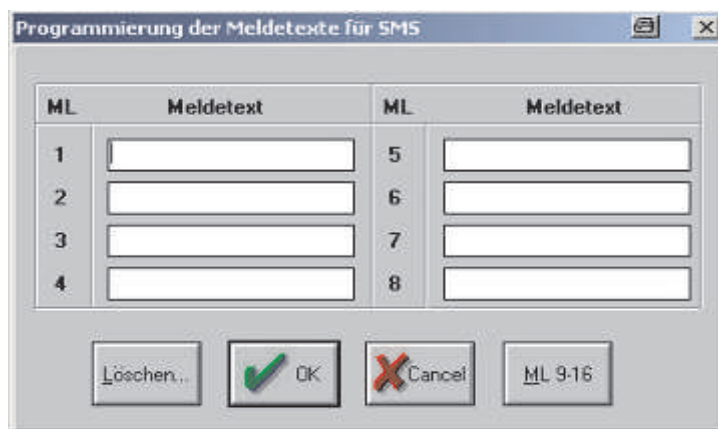 Programmierung der Meldetexte für SMS
ML Meldetext ML Meldetext
1 5
2 6
3 7
4 8
Löschen... OK Cancel ML 9-16